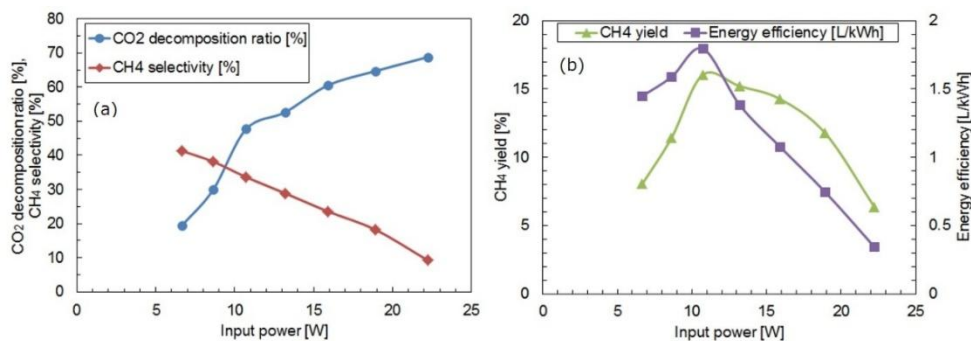 (a)
CO2 decomposition ratio [%]
CH4 selectivity [%]
80
70
60
50
40
30
20
10
0
0 5 10 15 20 25
Input power [W]
CO2 decomposition ratio [%],
CH4 selectivity [%]
(b)
CH4 yield
Energy efficiency [L/kWh]
20
15
10
5
0
2
1.5
1
0.5
0
0 5 10 15 20 25
Input power [W]
CH4 yield [%]
Energy efficiency [L/kWh]